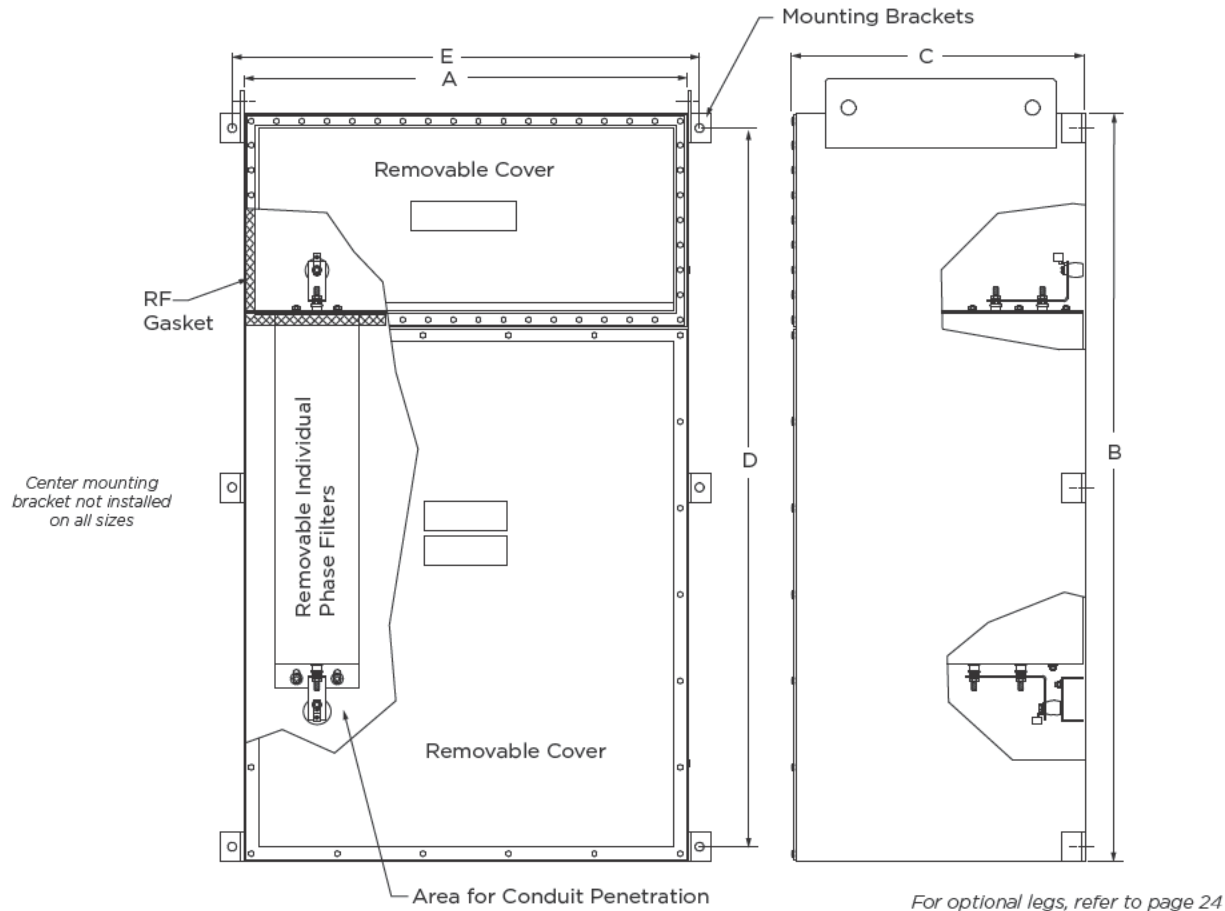 Mounting Brackets
E
A
C
Removable Cover
RF
Gasket
Removable Individual
Phase Filters
D
B
Center mounting
bracket not installed
on all sizes
Removable Cover
Area for Conduit Penetration
For optional legs, refer to page 24